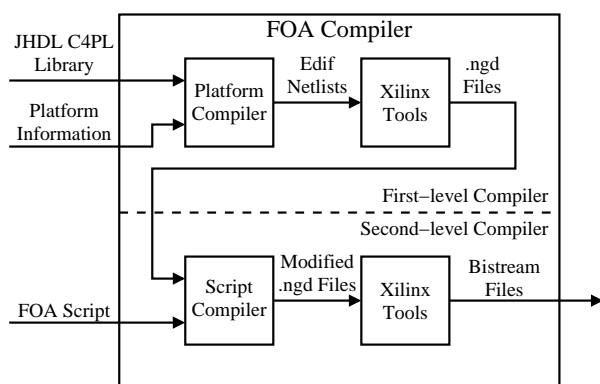 FOA Compiler
JHDL C4PL
Library
Platform
Information
Platform
Compiler
Edif
Netlists
Xilinx
Tools
.ngd
Files
First−level Compiler
Second−level Compiler
FOA Script
Script
Compiler
Modified
.ngd Files
Xilinx
Tools
Bistream
Files